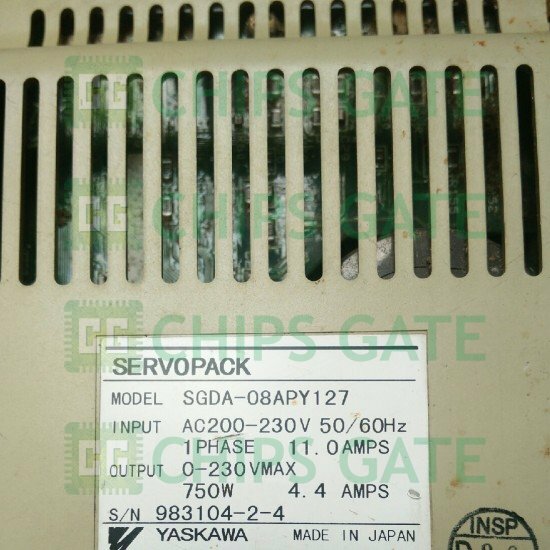 CHIPS GATE
CHIPS GATE
CHIPS GATE
SERVOPACK
MODEL SGDA-08APY127
INPUT AC200-230V 50/60Hz
1PHASE 11.0AMPS
OUTPUT 0-230VMAX
750W 4.4 AMPS
S/N 983104-2-4
YASKAWA MADE IN JAPAN
INSP
CHIPS GATE